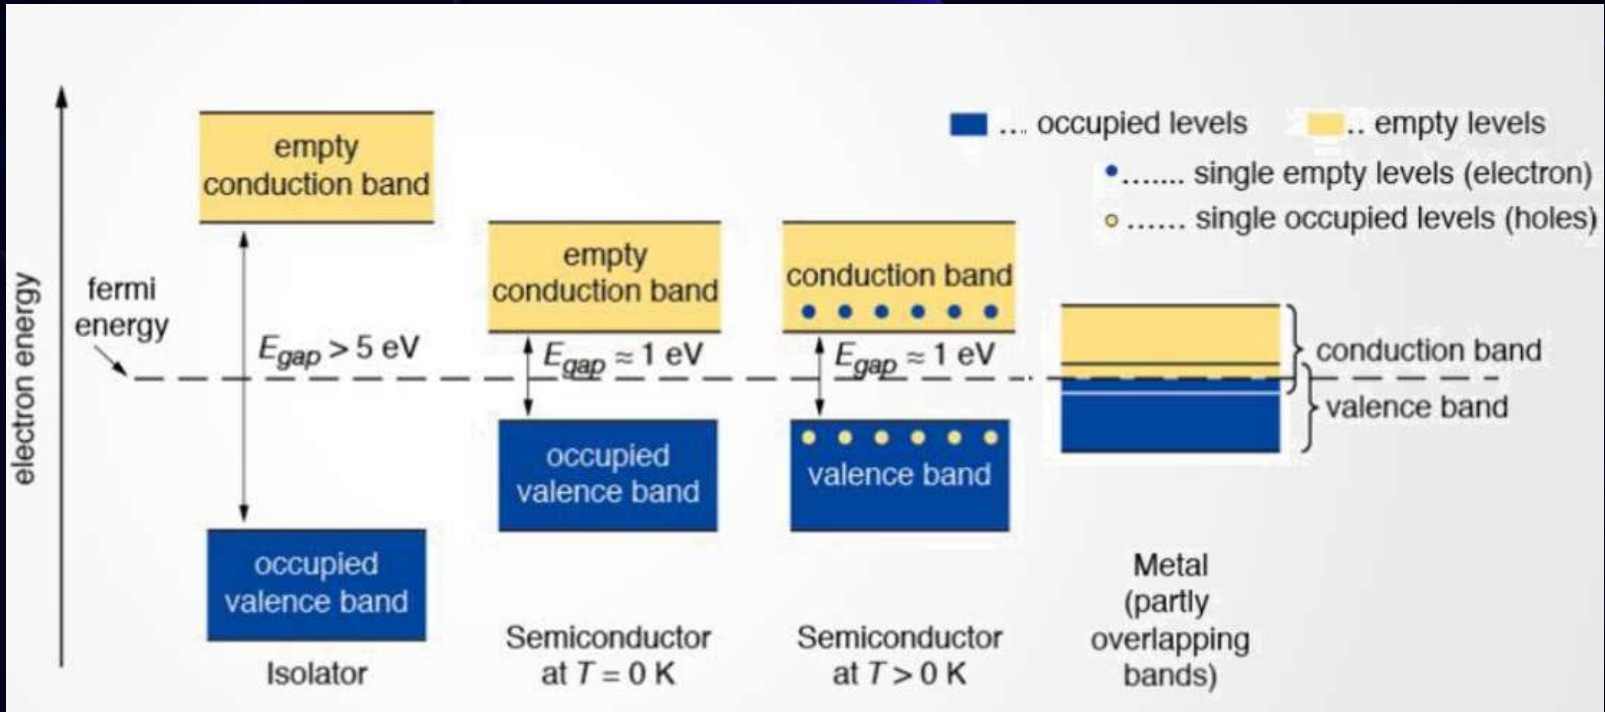 ... occupied levels
.. empty levels
....... single empty levels (electron)
...... single occupied levels (holes)
electron energy
fermi
energy
empty
conduction band
E_gap > 5 eV
occupied
valence band
Isolator
empty
conduction band
E_gap ≈ 1 eV
occupied
valence band
Semiconductor
at T = 0 K
conduction band
E_gap ≈ 1 eV
valence band
Semiconductor
at T > 0 K
conduction band
valence band
Metal
(partly
overlapping
bands)